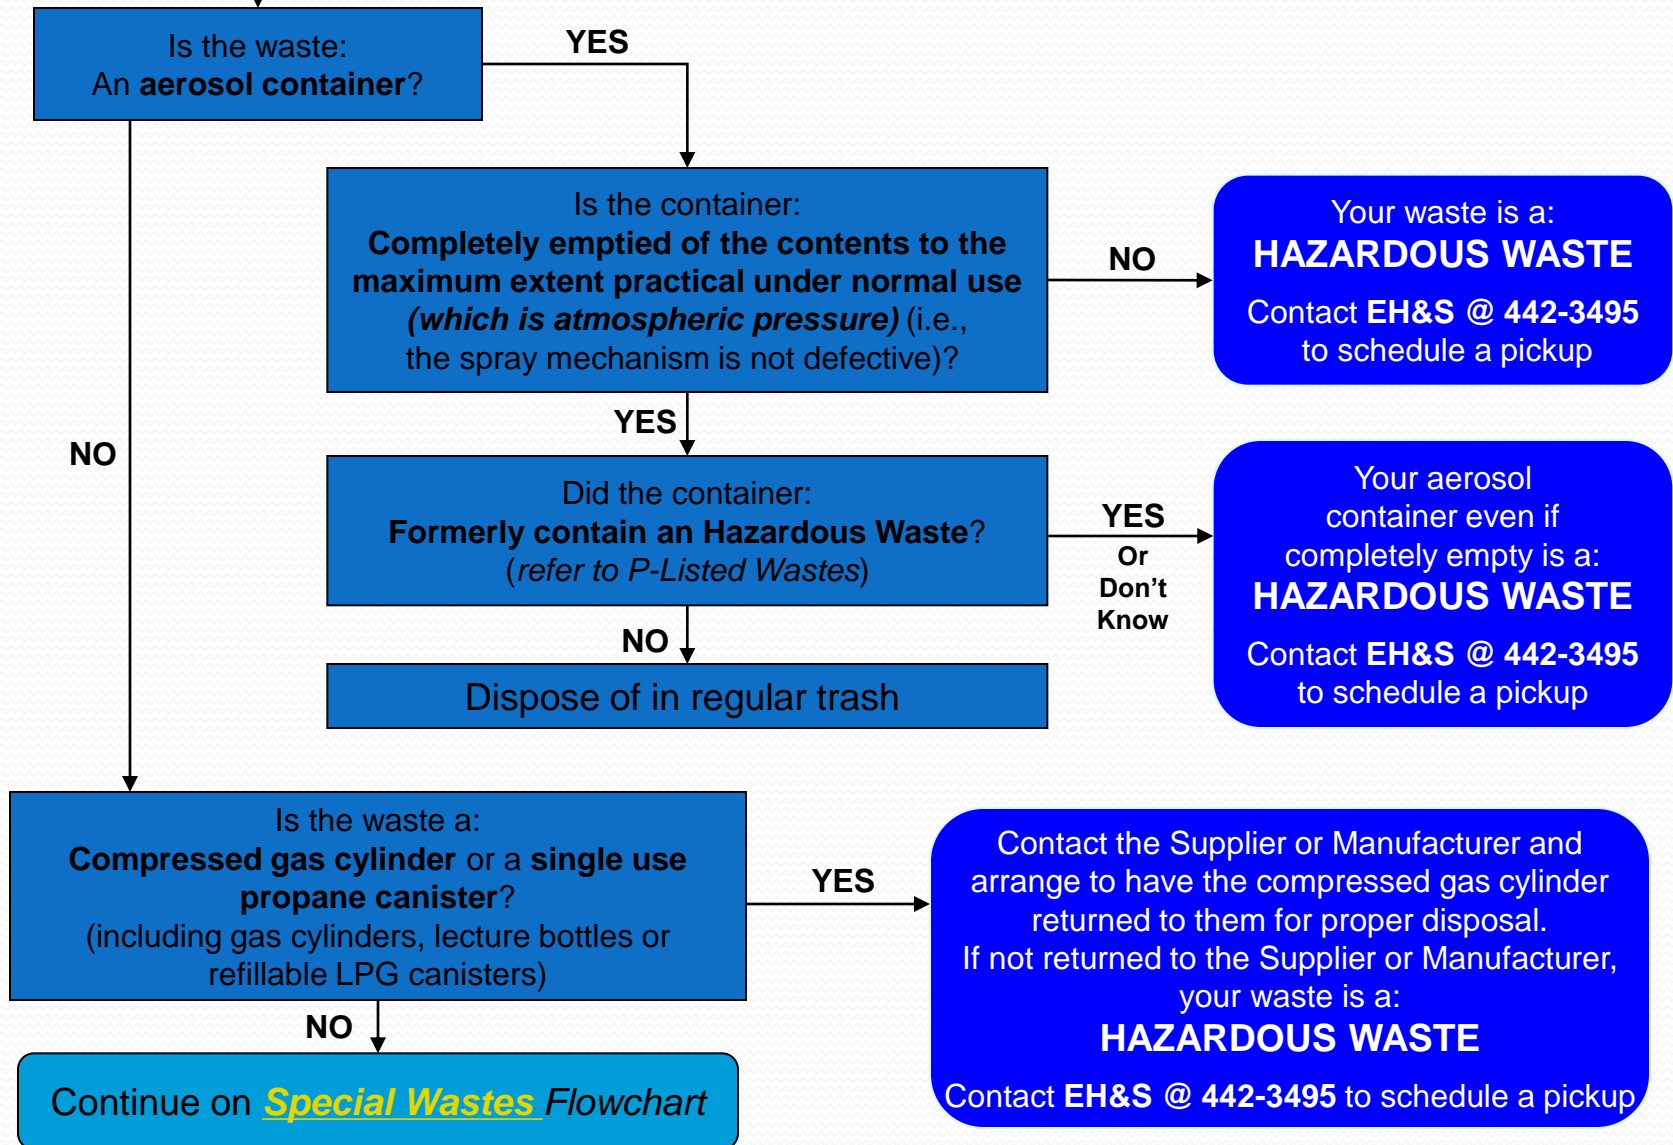 Is the waste:
An aerosol container?
YES
Is the container:
Completely emptied of the contents to the
maximum extent practical under normal use
(which is atmospheric pressure) (i.e.,
the spray mechanism is not defective)?
NO
Your waste is a:
HAZARDOUS WASTE
Contact EH&S @ 442-3495
to schedule a pickup
YES
NO
Did the container:
Formerly contain an Hazardous Waste?
(refer to P-Listed Wastes)
YES
Or
Don't
Know
Your aerosol
container even if
completely empty is a:
HAZARDOUS WASTE
Contact EH&S @ 442-3495
to schedule a pickup
NO
Dispose of in regular trash
Is the waste a:
Compressed gas cylinder or a single use
propane canister?
(including gas cylinders, lecture bottles or
refillable LPG canisters)
YES
Contact the Supplier or Manufacturer and
arrange to have the compressed gas cylinder
returned to them for proper disposal.
If not returned to the Supplier or Manufacturer,
your waste is a:
HAZARDOUS WASTE
Contact EH&S @ 442-3495 to schedule a pickup
NO
Continue on Special Wastes Flowchart